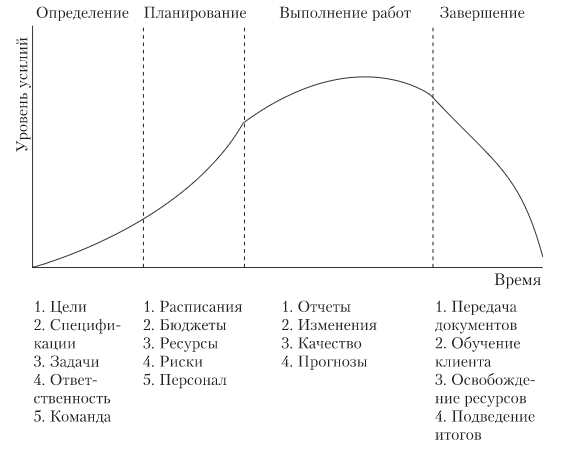 Определение
Планирование
Выполнение работ
Завершение
Уровень усилий
Время
1. Цели
2. Специфи-
кации
3. Задачи
4. Ответ-
ственность
5. Команда
1. Расписания
2. Бюджеты
3. Ресурсы
4. Риски
5. Персонал
1. Отчеты
2. Изменения
3. Качество
4. Прогнозы
1. Передача
документов
2. Обучение
клиента
3. Освобожде-
ние ресурсов
4. Подведение
итогов